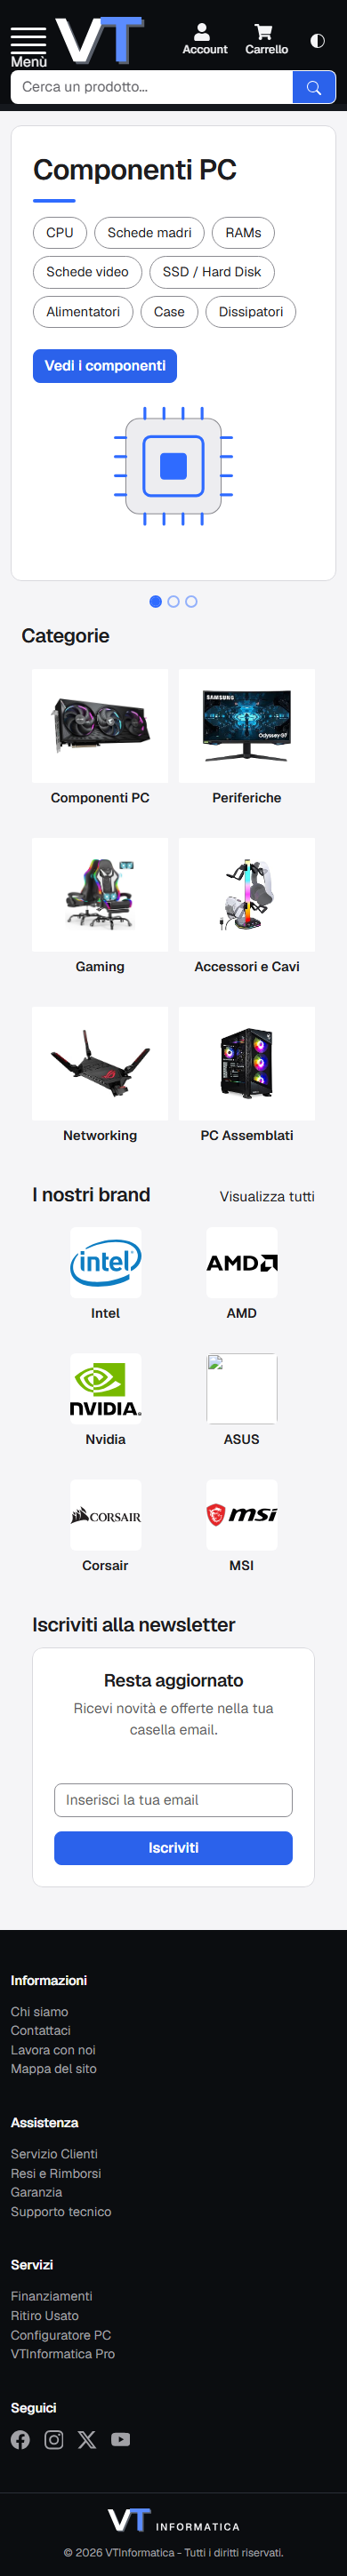 VT
Menù
Account
Carrello
Cerca un prodotto...
Componenti PC
CPU
Schede madri
RAMs
Schede video
SSD / Hard Disk
Alimentatori
Case
Dissipatori
Vedi i componenti
Categorie
SAMSUNG
Odyssey G7
Componenti PC
Periferiche
Gaming
Accessori e Cavi
Networking
PC Assemblati
I nostri brand
Visualizza tutti
intel
AMD
Intel
AMD
NVIDIA
Nvidia
ASUS
CORSAIR
msi
Corsair
MSI
Iscriviti alla newsletter
Resta aggiornato
Ricevi novità e offerte nella tua
casella email.
Inserisci la tua email
Iscriviti
Informazioni
Chi siamo
Contattaci
Lavora con noi
Mappa del sito
Assistenza
Servizio Clienti
Resi e Rimborsi
Garanzia
Supporto tecnico
Servizi
Finanziamenti
Ritiro Usato
Configuratore PC
VTInformatica Pro
Seguici
VT INFORMATICA
© 2026 VTInformatica - Tutti i diritti riservati.